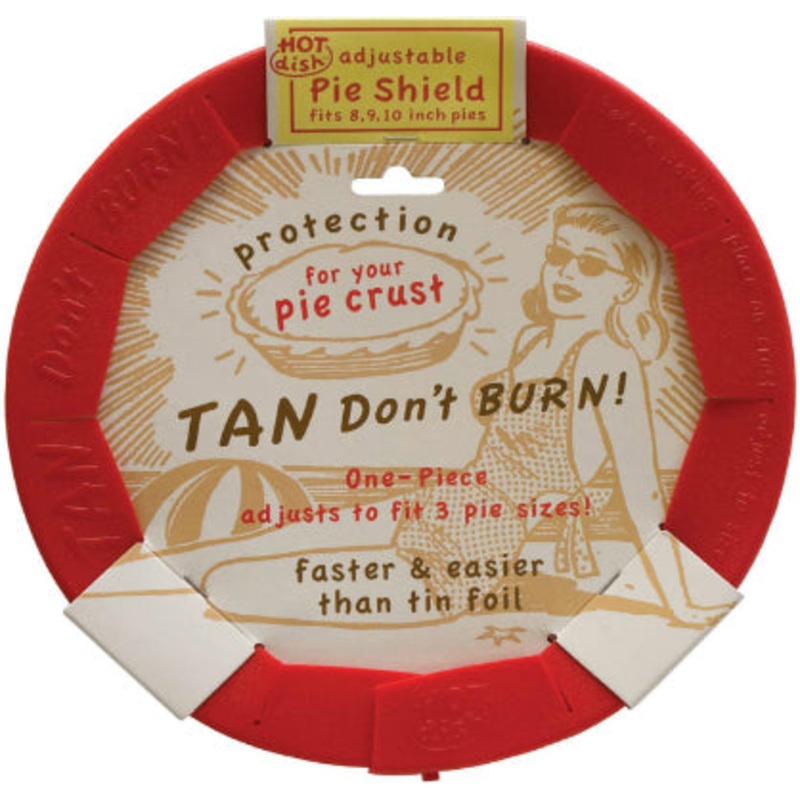 HOT
dish
adjustable
Pie Shield
fits 8,9,10 inch pies
protection
for your
pie crust
TAN Don't BURN!
One-Piece
adjusts to fit 3 pie sizes!
faster & easier
than tin foil
TAN Don't BURN!
HOT